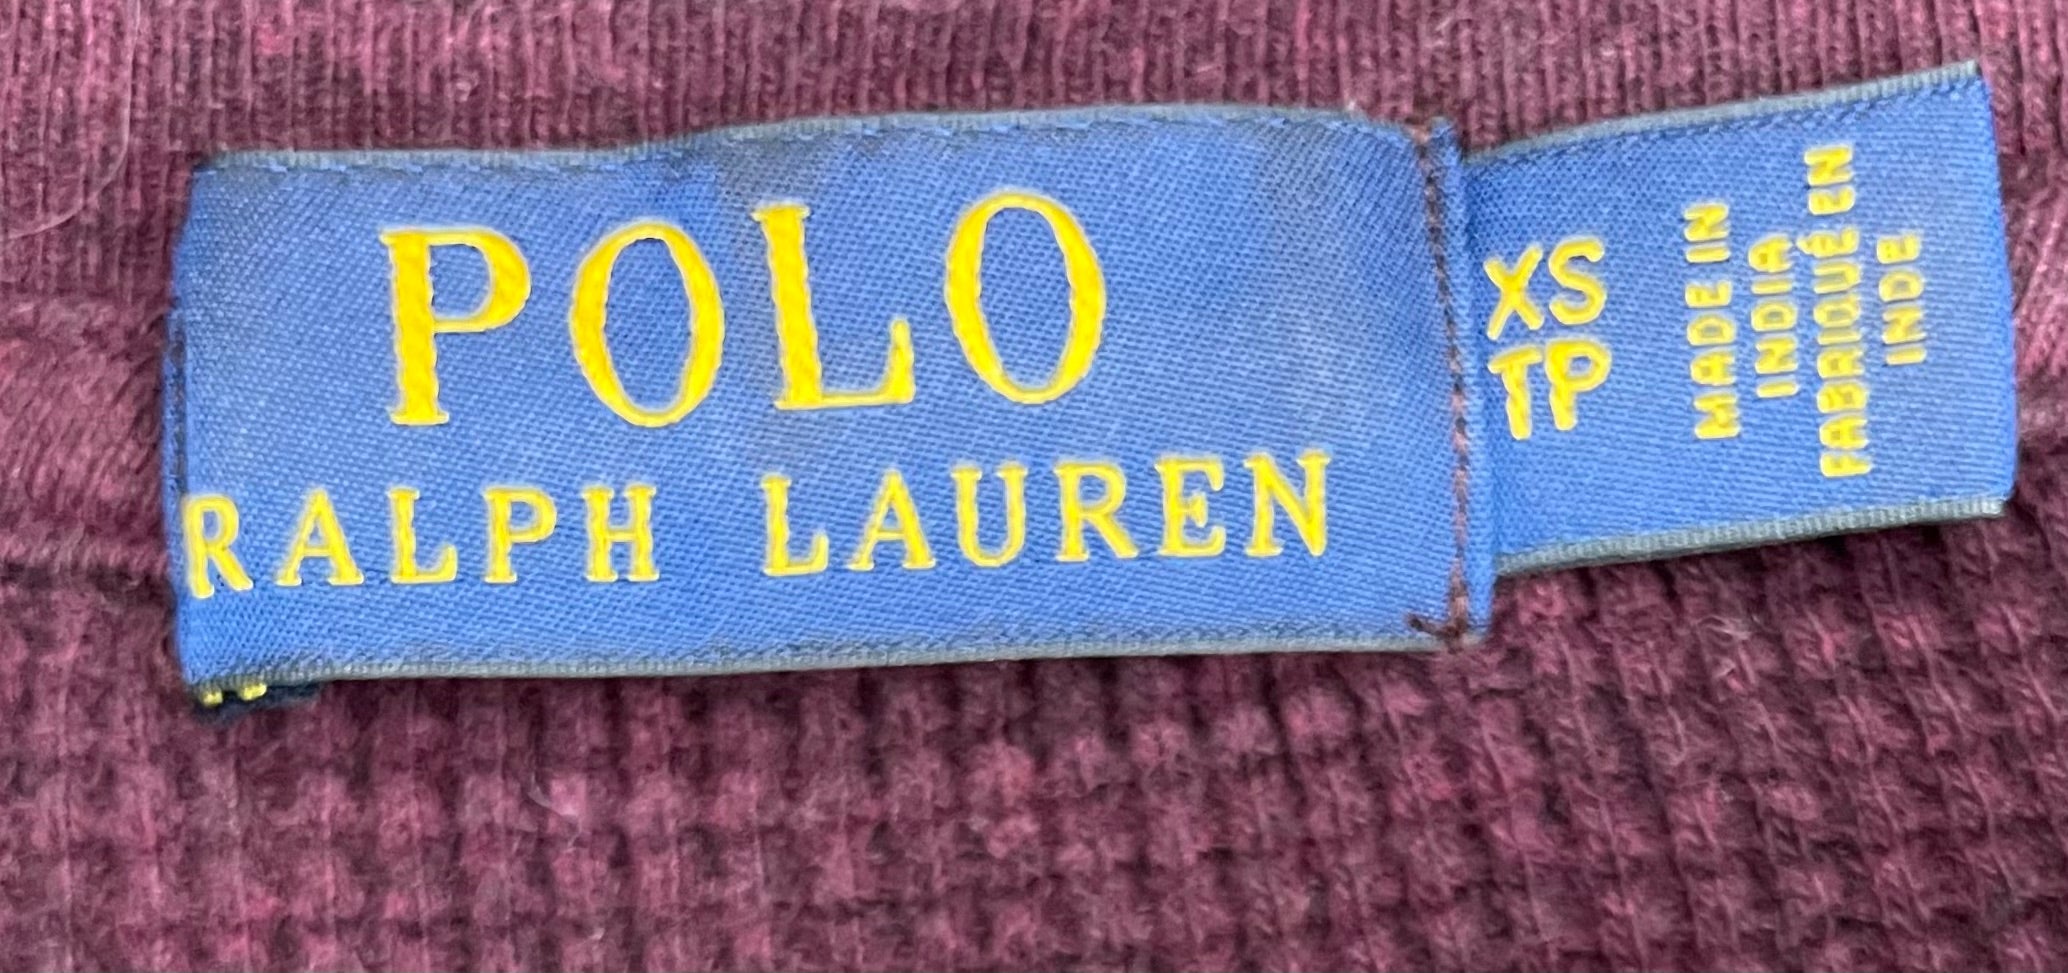 POLO
RALPH LAUREN
XS
TP
MADE IN
INDIA
FABRIQUÉ EN
INDE